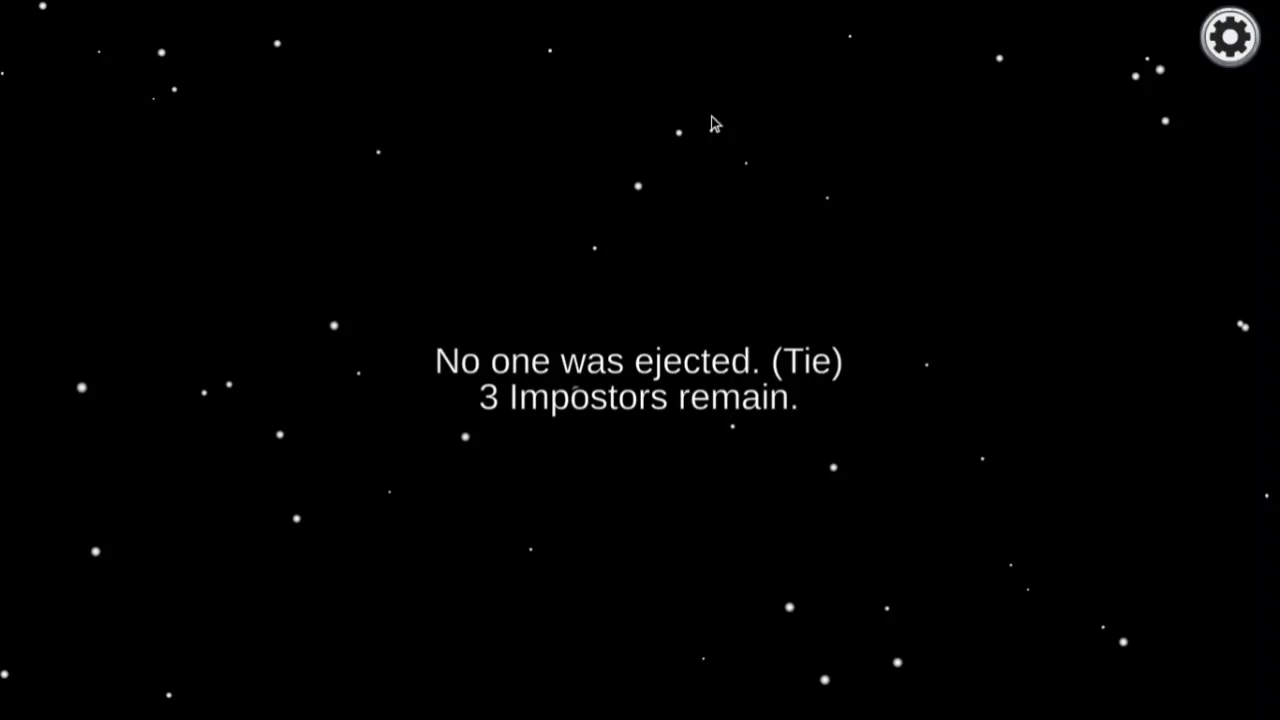 No one was ejected. (Tie)
3 Impostors remain.